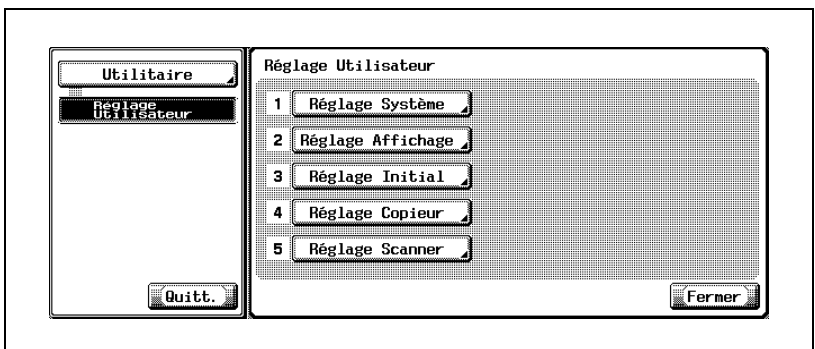 Utilitaire
Réglage
Utilisateur
Quitt.
Réglage Utilisateur
1 Réglage Système
2 Réglage Affichage
3 Réglage Initial
4 Réglage Copieur
5 Réglage Scanner
Fermer